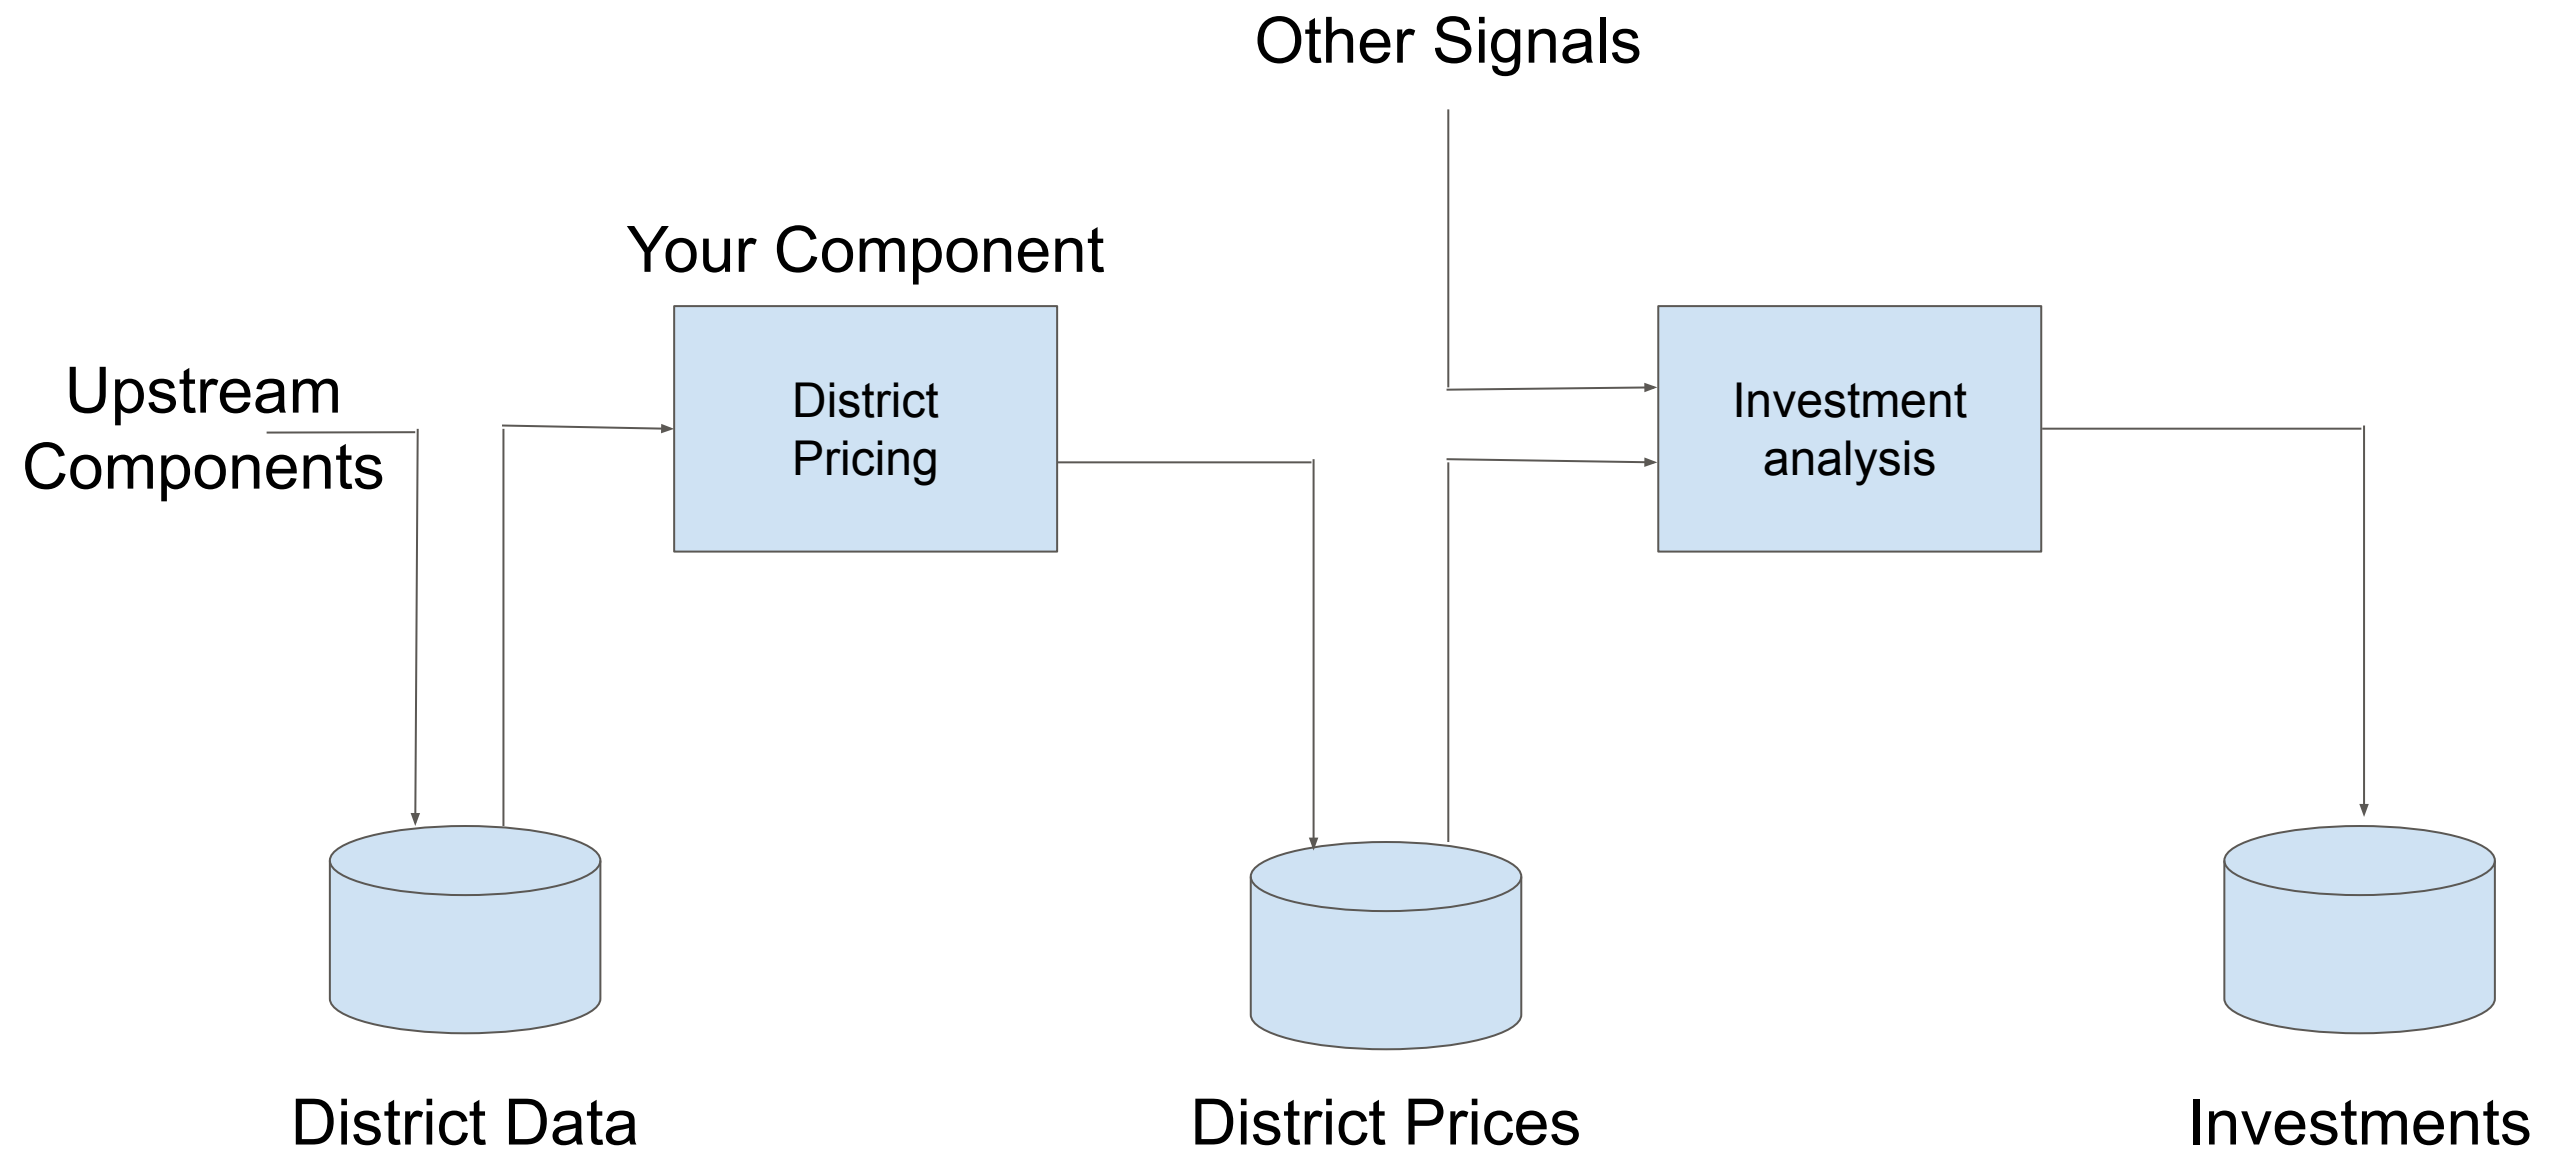 Other Signals
Your Component
Upstream
Components
District
Pricing
Investment
analysis
District Data
District Prices
Investments